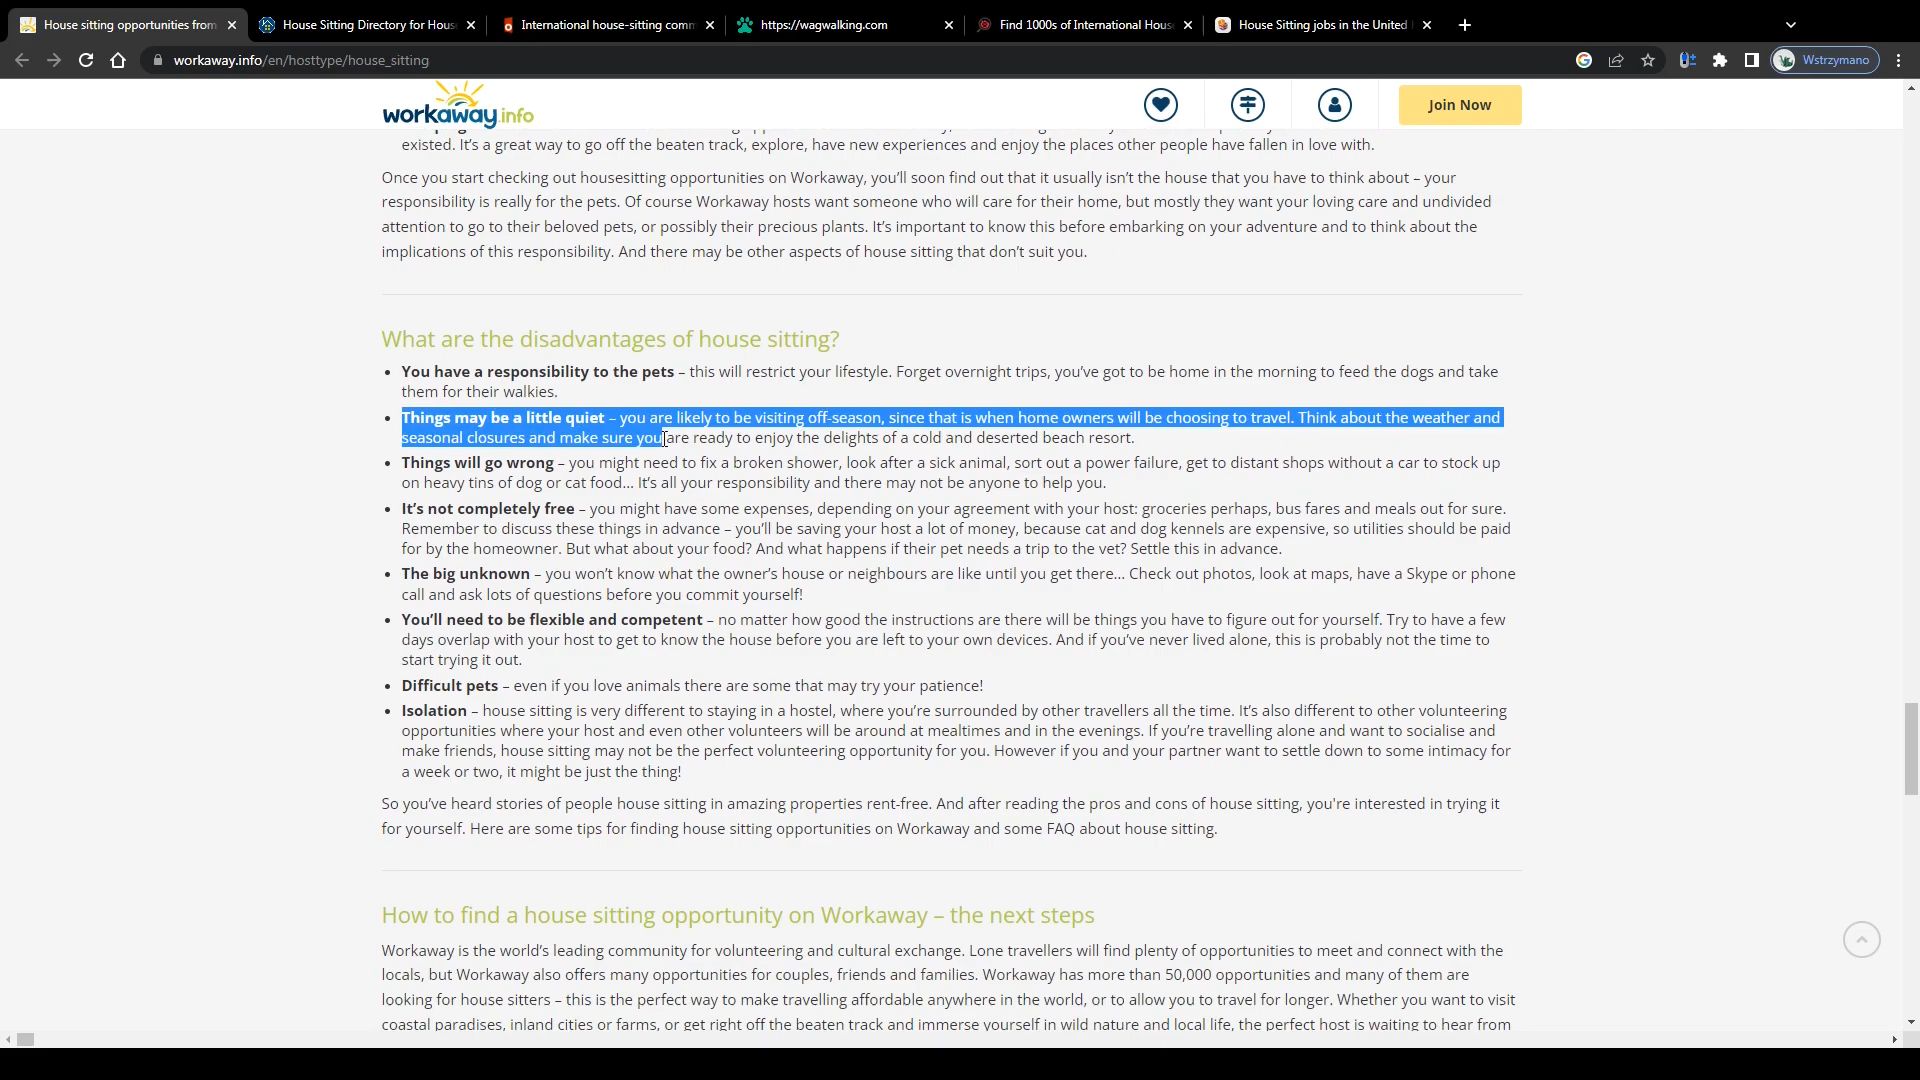 House sitting opportunities from
House Sitting Directory for Hous
International house-sitting comm
https://wagwalking.com
Find 1000s of International Hous
House Sitting jobs in the United
workaway.info/en/hosttype/house_sitting
Wstrzymano
workaway.info
Join Now
existed. It’s a great way to go off the beaten track, explore, have new experiences and enjoy the places other people have fallen in love with.
Once you start checking out housesitting opportunities on Workaway, you’ll soon find out that it usually isn’t the house that you have to think about – your
responsibility is really for the pets. Of course Workaway hosts want someone who will care for their home, but mostly they want your loving care and undivided
attention to go to their beloved pets, or possibly their precious plants. It’s important to know this before embarking on your adventure and to think about the
implications of this responsibility. And there may be other aspects of house sitting that don’t suit you.
What are the disadvantages of house sitting?
• You have a responsibility to the pets – this will restrict your lifestyle. Forget overnight trips, you’ve got to be home in the morning to feed the dogs and take
them for their walkies.
• Things may be a little quiet – you are likely to be visiting off-season, since that is when home owners will be choosing to travel. Think about the weather and
seasonal closures and make sure you are ready to enjoy the delights of a cold and deserted beach resort.
• Things will go wrong – you might need to fix a broken shower, look after a sick animal, sort out a power failure, get to distant shops without a car to stock up
on heavy tins of dog or cat food... It’s all your responsibility and there may not be anyone to help you.
• It’s not completely free – you might have some expenses, depending on your agreement with your host: groceries perhaps, bus fares and meals out for sure.
Remember to discuss these things in advance – you’ll be saving your host a lot of money, because cat and dog kennels are expensive, so utilities should be paid
for by the homeowner. But what about your food? And what happens if their pet needs a trip to the vet? Settle this in advance.
• The big unknown – you won’t know what the owner’s house or neighbours are like until you get there... Check out photos, look at maps, have a Skype or phone
call and ask lots of questions before you commit yourself!
• You’ll need to be flexible and competent – no matter how good the instructions are there will be things you have to figure out for yourself. Try to have a few
days overlap with your host to get to know the house before you are left to your own devices. And if you’ve never lived alone, this is probably not the time to
start trying it out.
• Difficult pets – even if you love animals there are some that may try your patience!
• Isolation – house sitting is very different to staying in a hostel, where you’re surrounded by other travellers all the time. It’s also different to other volunteering
opportunities where your host and even other volunteers will be around at mealtimes and in the evenings. If you’re travelling alone and want to socialise and
make friends, house sitting may not be the perfect volunteering opportunity for you. However if you and your partner want to settle down to some intimacy for
a week or two, it might be just the thing!
So you’ve heard stories of people house sitting in amazing properties rent-free. And after reading the pros and cons of house sitting, you're interested in trying it
for yourself. Here are some tips for finding house sitting opportunities on Workaway and some FAQ about house sitting.
How to find a house sitting opportunity on Workaway – the next steps
Workaway is the world’s leading community for volunteering and cultural exchange. Lone travellers will find plenty of opportunities to meet and connect with the
locals, but Workaway also offers many opportunities for couples, friends and families. Workaway has more than 50,000 opportunities and many of them are
looking for house sitters – this is the perfect way to make travelling affordable anywhere in the world, or to allow you to travel for longer. Whether you want to visit
coastal paradises, inland cities or farms, or get right off the beaten track and immerse yourself in wild nature and local life, the perfect host is waiting to hear from